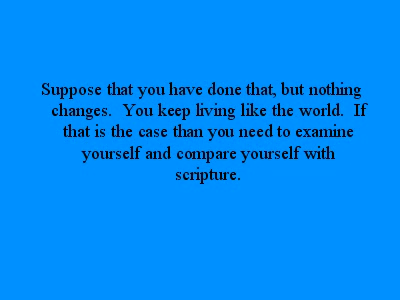 Suppose that you have done that, but nothing
changes.  You keep living like the world.  If
that is the case than you need to examine
yourself and compare yourself with
scripture.